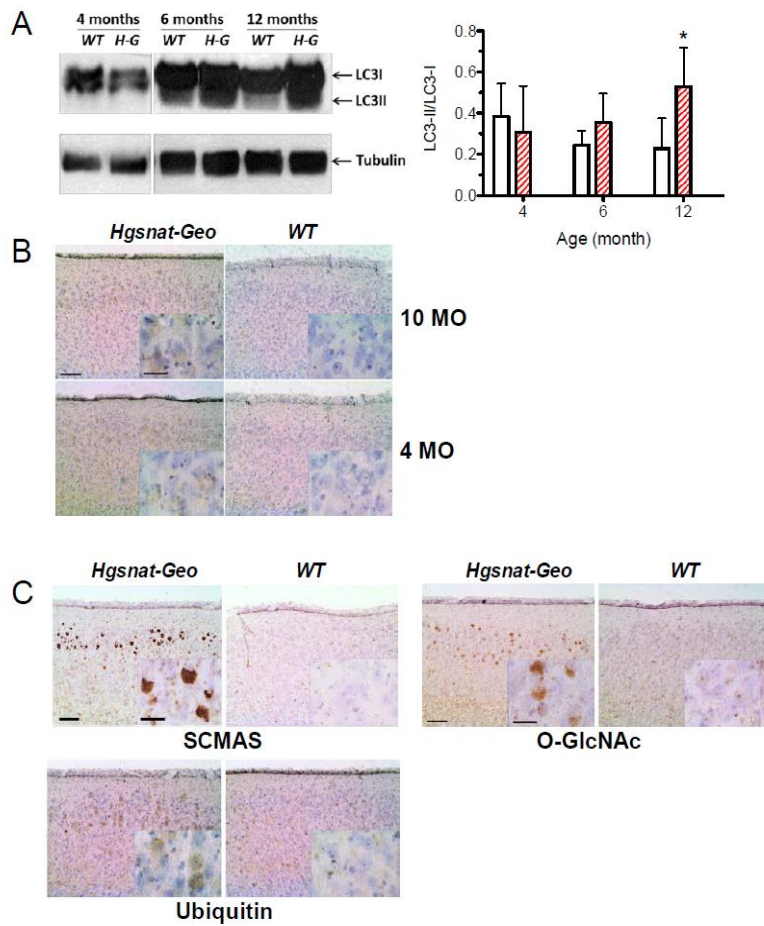 A
4 months 6 months 12 months
WT H-G WT H-G WT H-G
LC3I
LC3II
Tubulin
LC3-II/LC3-I
0.8
0.6
0.4
0.2
0.0
*
4 6 12
Age (month)
B
Hgsnat-Geo WT
10 MO
4 MO
C
Hgsnat-Geo WT
SCMAS
Hgsnat-Geo WT
O-GlcNAc
Ubiquitin